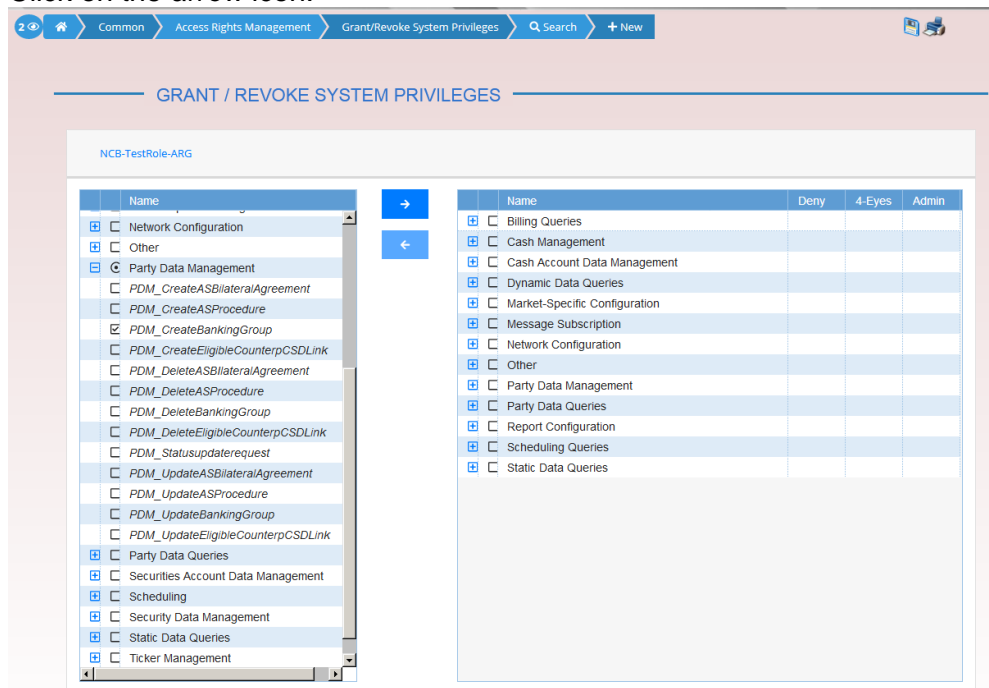 Click on the arrow icon.
2 Common Access Rights Management Grant/Revoke System Privileges Search + New
GRANT / REVOKE SYSTEM PRIVILEGES
NCB-TestRole-ARG
Name
Network Configuration
Other
Party Data Management
PDM_CreateASBilateralAgreement
PDM_CreateASProcedure
PDM_CreateBankingGroup
PDM_CreateEligibleCounterpCSDLink
PDM_DeleteASBIlateralAgreement
PDM_DeleteASProcedure
PDM_DeleteBankingGroup
PDM_DeleteEligibleCounterpCSDLink
PDM_Statusupdaterequest
PDM_UpdateASBilateralAgreement
PDM_UpdateASProcedure
PDM_UpdateBankingGroup
PDM_UpdateEligibleCounterpCSDLink
Party Data Queries
Securities Account Data Management
Scheduling
Security Data Management
Static Data Queries
Ticker Management
Name Deny 4-Eyes Admin
Billing Queries
Cash Management
Cash Account Data Management
Dynamic Data Queries
Market-Specific Configuration
Message Subscription
Network Configuration
Other
Party Data Management
Party Data Queries
Report Configuration
Scheduling Queries
Static Data Queries